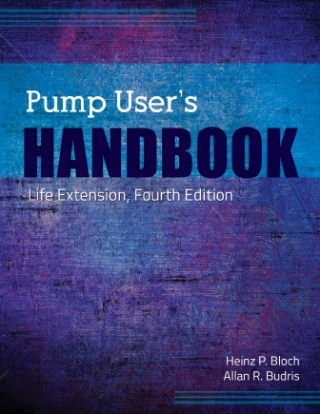 Pump User's
HANDBOOK
Life Extension, Fourth Edition
Heinz P. Bloch
Allan R. Budris